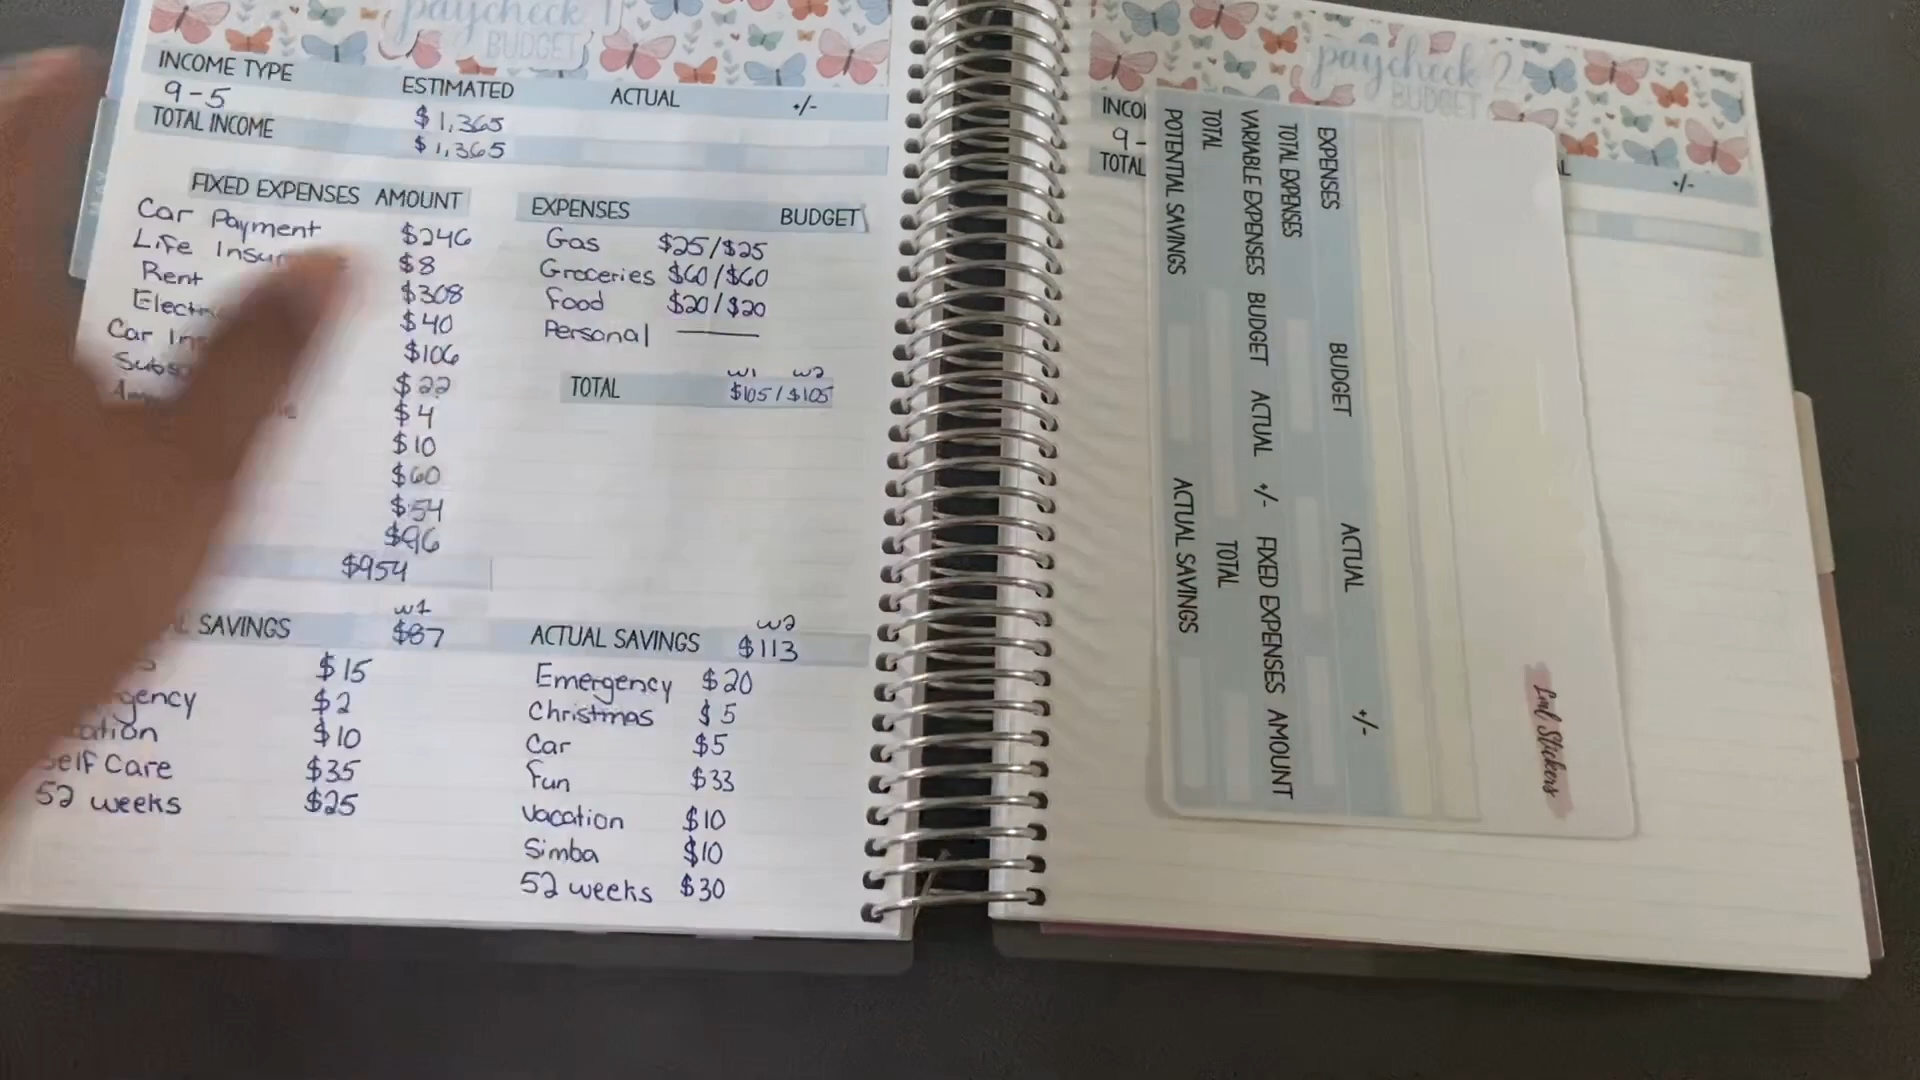 paycheck 1
BUDGET
INCOME TYPE ESTIMATED ACTUAL +/-
9-5 $1,365
TOTAL INCOME $1,365
FIXED EXPENSES AMOUNT
Car Payment $246
Life $8
Rent $308
$40
Car $106
$22
$4
$10
$60
$54
$96
$954
EXPENSES BUDGET
Gas $25/$25
Groceries $60/$60
Food $20/$20
Personal
W1 W2
TOTAL $105/$105
W1
SAVINGS $87
$15
$2
$10
Self Care $35
52 weeks $25
W2
ACTUAL SAVINGS $113
Emergency $20
Christmas $5
Car $5
Fun $33
Vacation $10
Simba $10
52 weeks $30
paycheck 2
BUDGET
9-
TOTAL
+/-
EXPENSES BUDGET ACTUAL +/-
TOTAL EXPENSES
VARIABLE EXPENSES BUDGET ACTUAL +/- FIXED EXPENSES AMOUNT
TOTAL TOTAL
POTENTIAL SAVINGS ACTUAL SAVINGS
Stickers